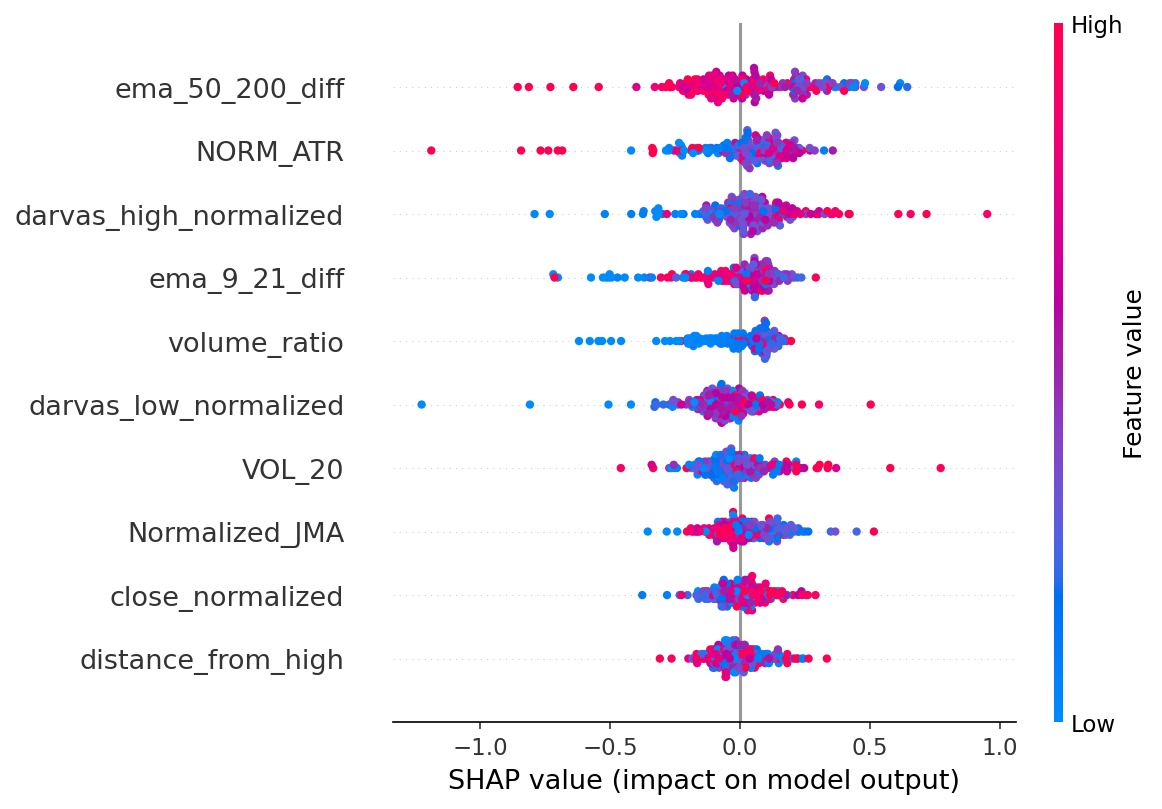 High
ema_50_200_diff
NORM_ATR
darvas_high_normalized
ema_9_21_diff
volume_ratio
darvas_low_normalized
VOL_20
Normalized_JMA
close_normalized
distance_from_high
Feature value
Low
−1.0 −0.5 0.0 0.5 1.0
SHAP value (impact on model output)